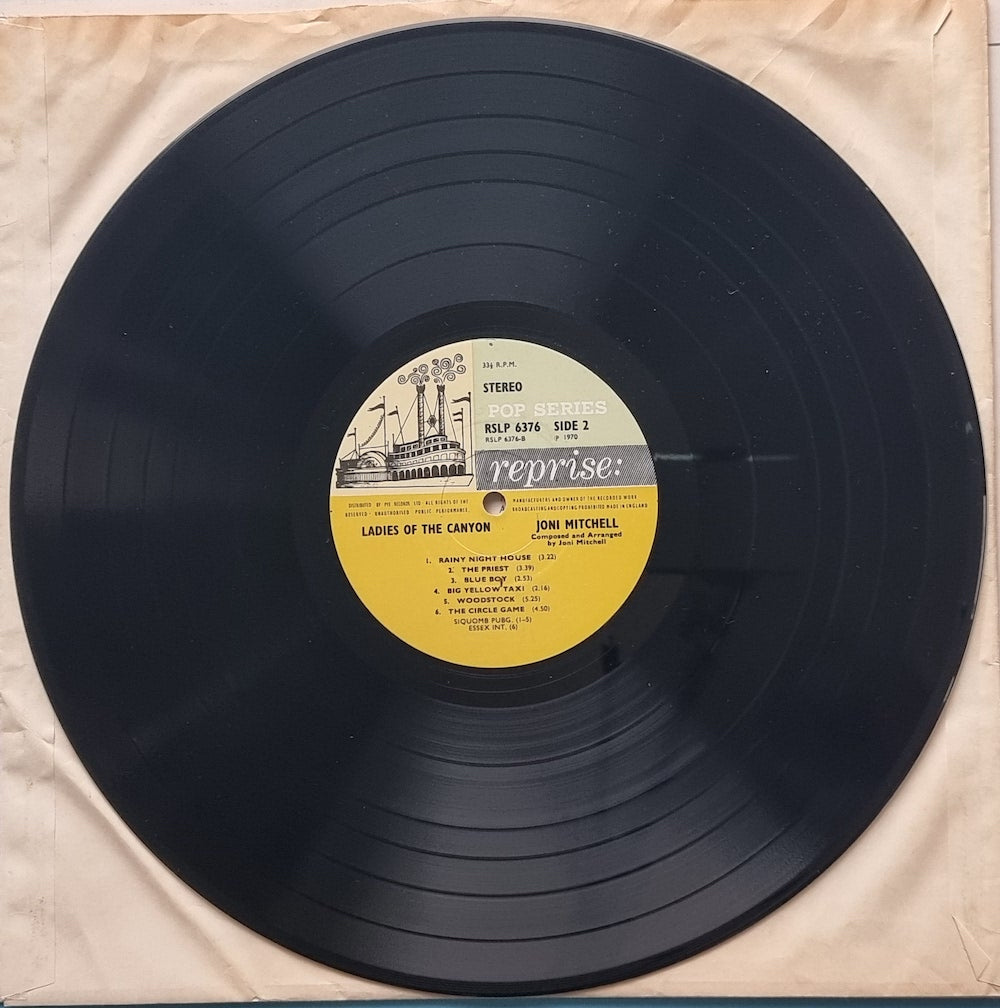 33⅓ R.P.M.
STEREO
POP SERIES
RSLP 6376 SIDE 2
RSLP 6376-B ℗ 1970
reprise:
DISTRIBUTED BY PYE RECORDS LTD · ALL RIGHTS OF THE MANUFACTURERS AND OWNER OF THE RECORDED WORK
RESERVED · UNAUTHORISED PUBLIC PERFORMANCE, BROADCASTING AND COPYING PROHIBITED MADE IN ENGLAND
LADIES OF THE CANYON JONI MITCHELL
Composed and Arranged
by Joni Mitchell
1. RAINY NIGHT HOUSE (3.22)
2. THE PRIEST (3.39)
3. BLUE BOY (2.53)
4. BIG YELLOW TAXI (2.16)
5. WOODSTOCK (5.25)
6. THE CIRCLE GAME (4.50)
SIQUOMB PUBG. (1-5)
ESSEX INT. (6)